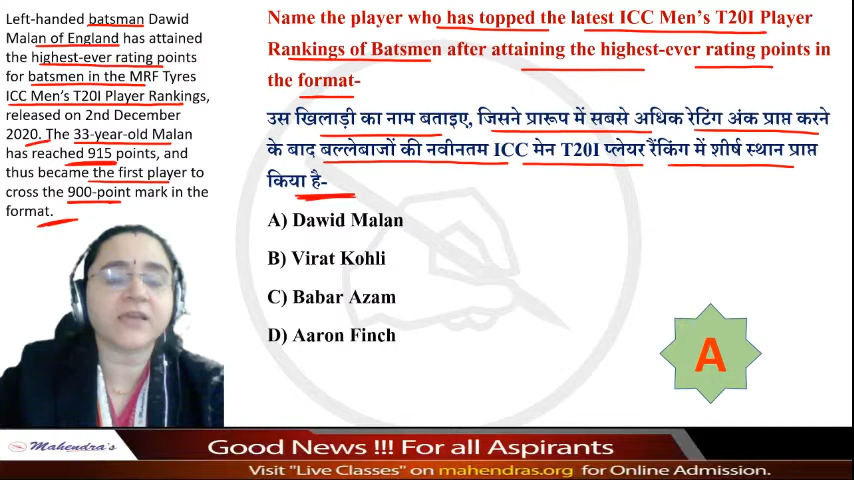 Left-handed batsman Dawid
Malan of England has attained
the highest-ever rating points
for batsmen in the MRF Tyres
ICC Men's T20I Player Rankings,
released on 2nd December
2020. The 33-year-old Malan
has reached 915 points, and
thus became the first player to
cross the 900-point mark in the
format.
Name the player who has topped the latest ICC Men's T20I Player
Rankings of Batsmen after attaining the highest-ever rating points in
the format-
उस खिलाड़ी का नाम बताइए, जिसने प्रारूप में सबसे अधिक रेटिंग अंक प्राप्त करने
के बाद बल्लेबाजों की नवीनतम ICC मेन T20I प्लेयर रैंकिंग में शीर्ष स्थान प्राप्त
किया है-
A) Dawid Malan
B) Virat Kohli
C) Babar Azam
D) Aaron Finch
A
Mahendra's
Good News !!! For all Aspirants
Visit "Live Classes" on mahendras.org for Online Admission.